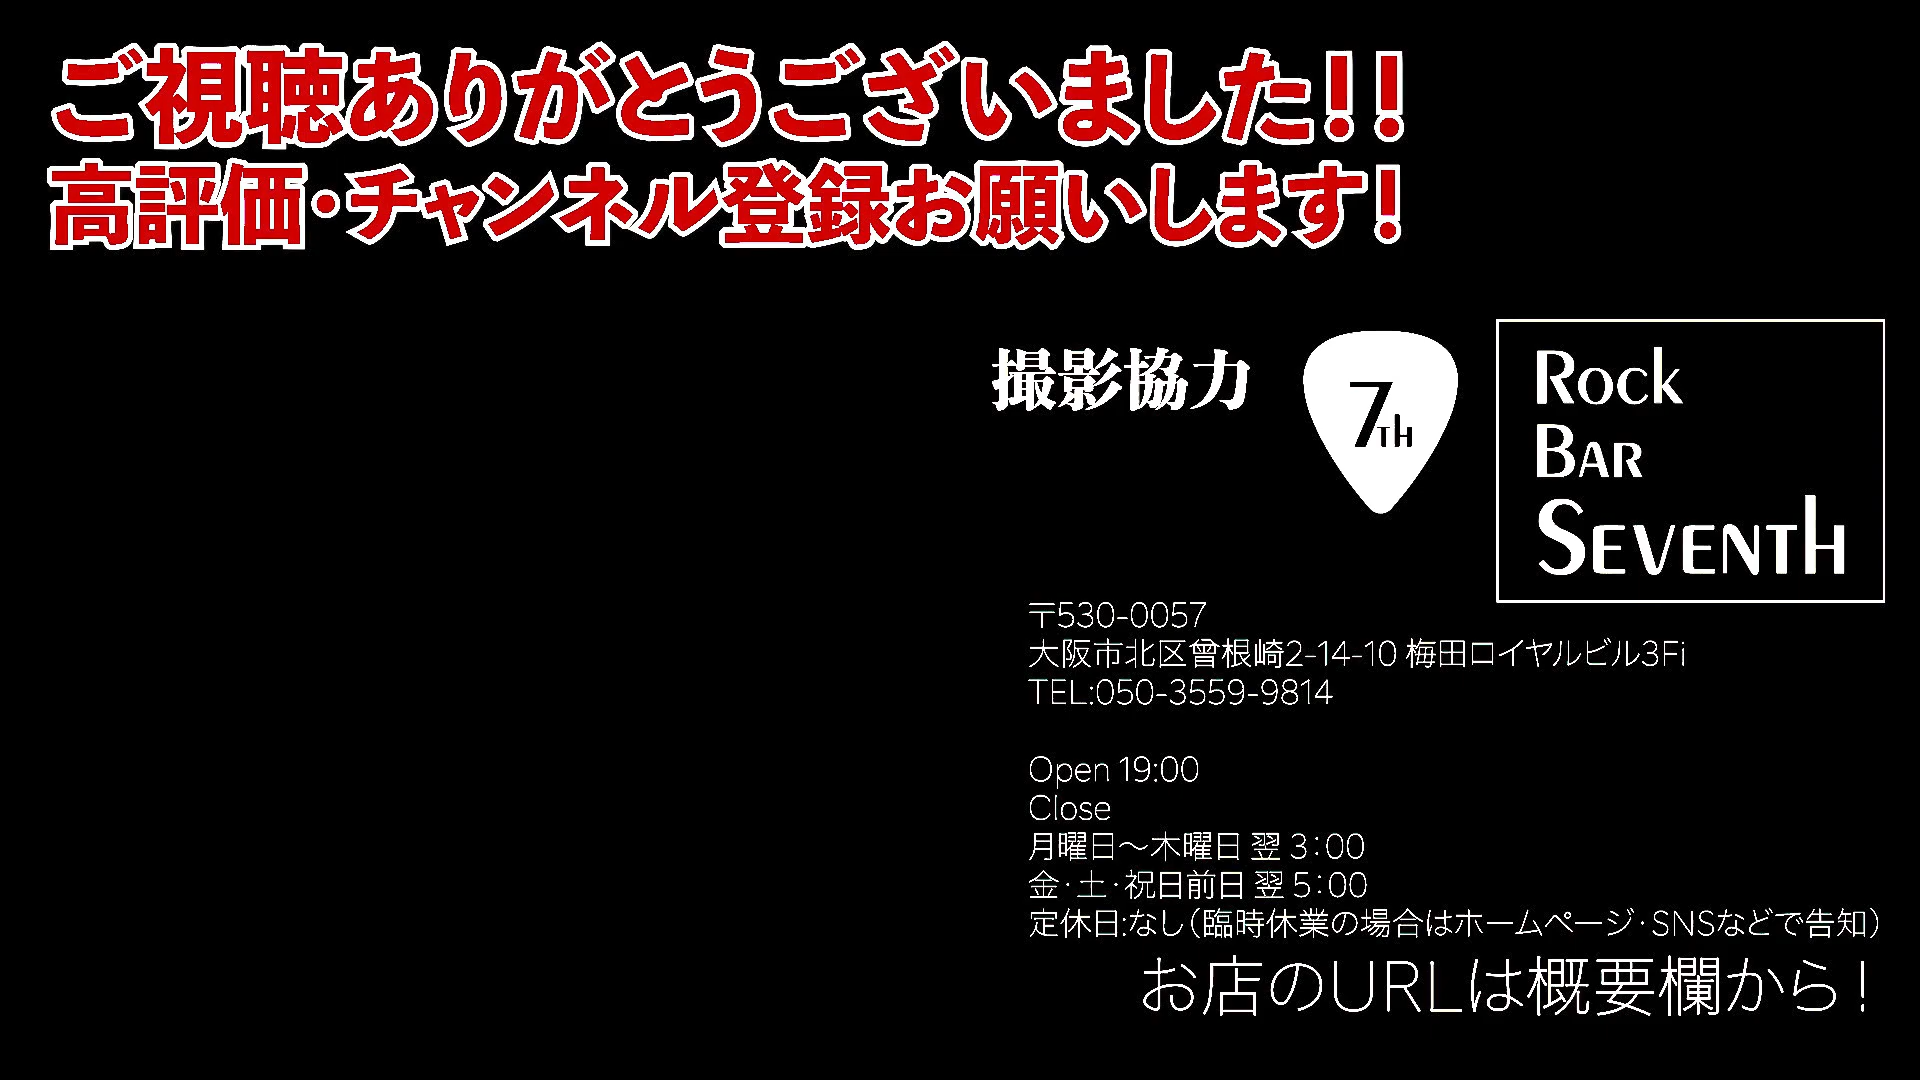 ご視聴ありがとうございました!!
高評価・チャンネル登録お願いします!
撮影協力
7TH
Rock
BAR
SEVENTH
〒530-0057
大阪市北区曾根崎2-14-10 梅田ロイヤルビル3Fi
TEL:050-3559-9814
Open 19:00
Close
月曜日～木曜日 翌 3:00
金・土・祝日前日 翌 5:00
定休日:なし(臨時休業の場合はホームページ・SNSなどで告知)
お店のURLは概要欄から!